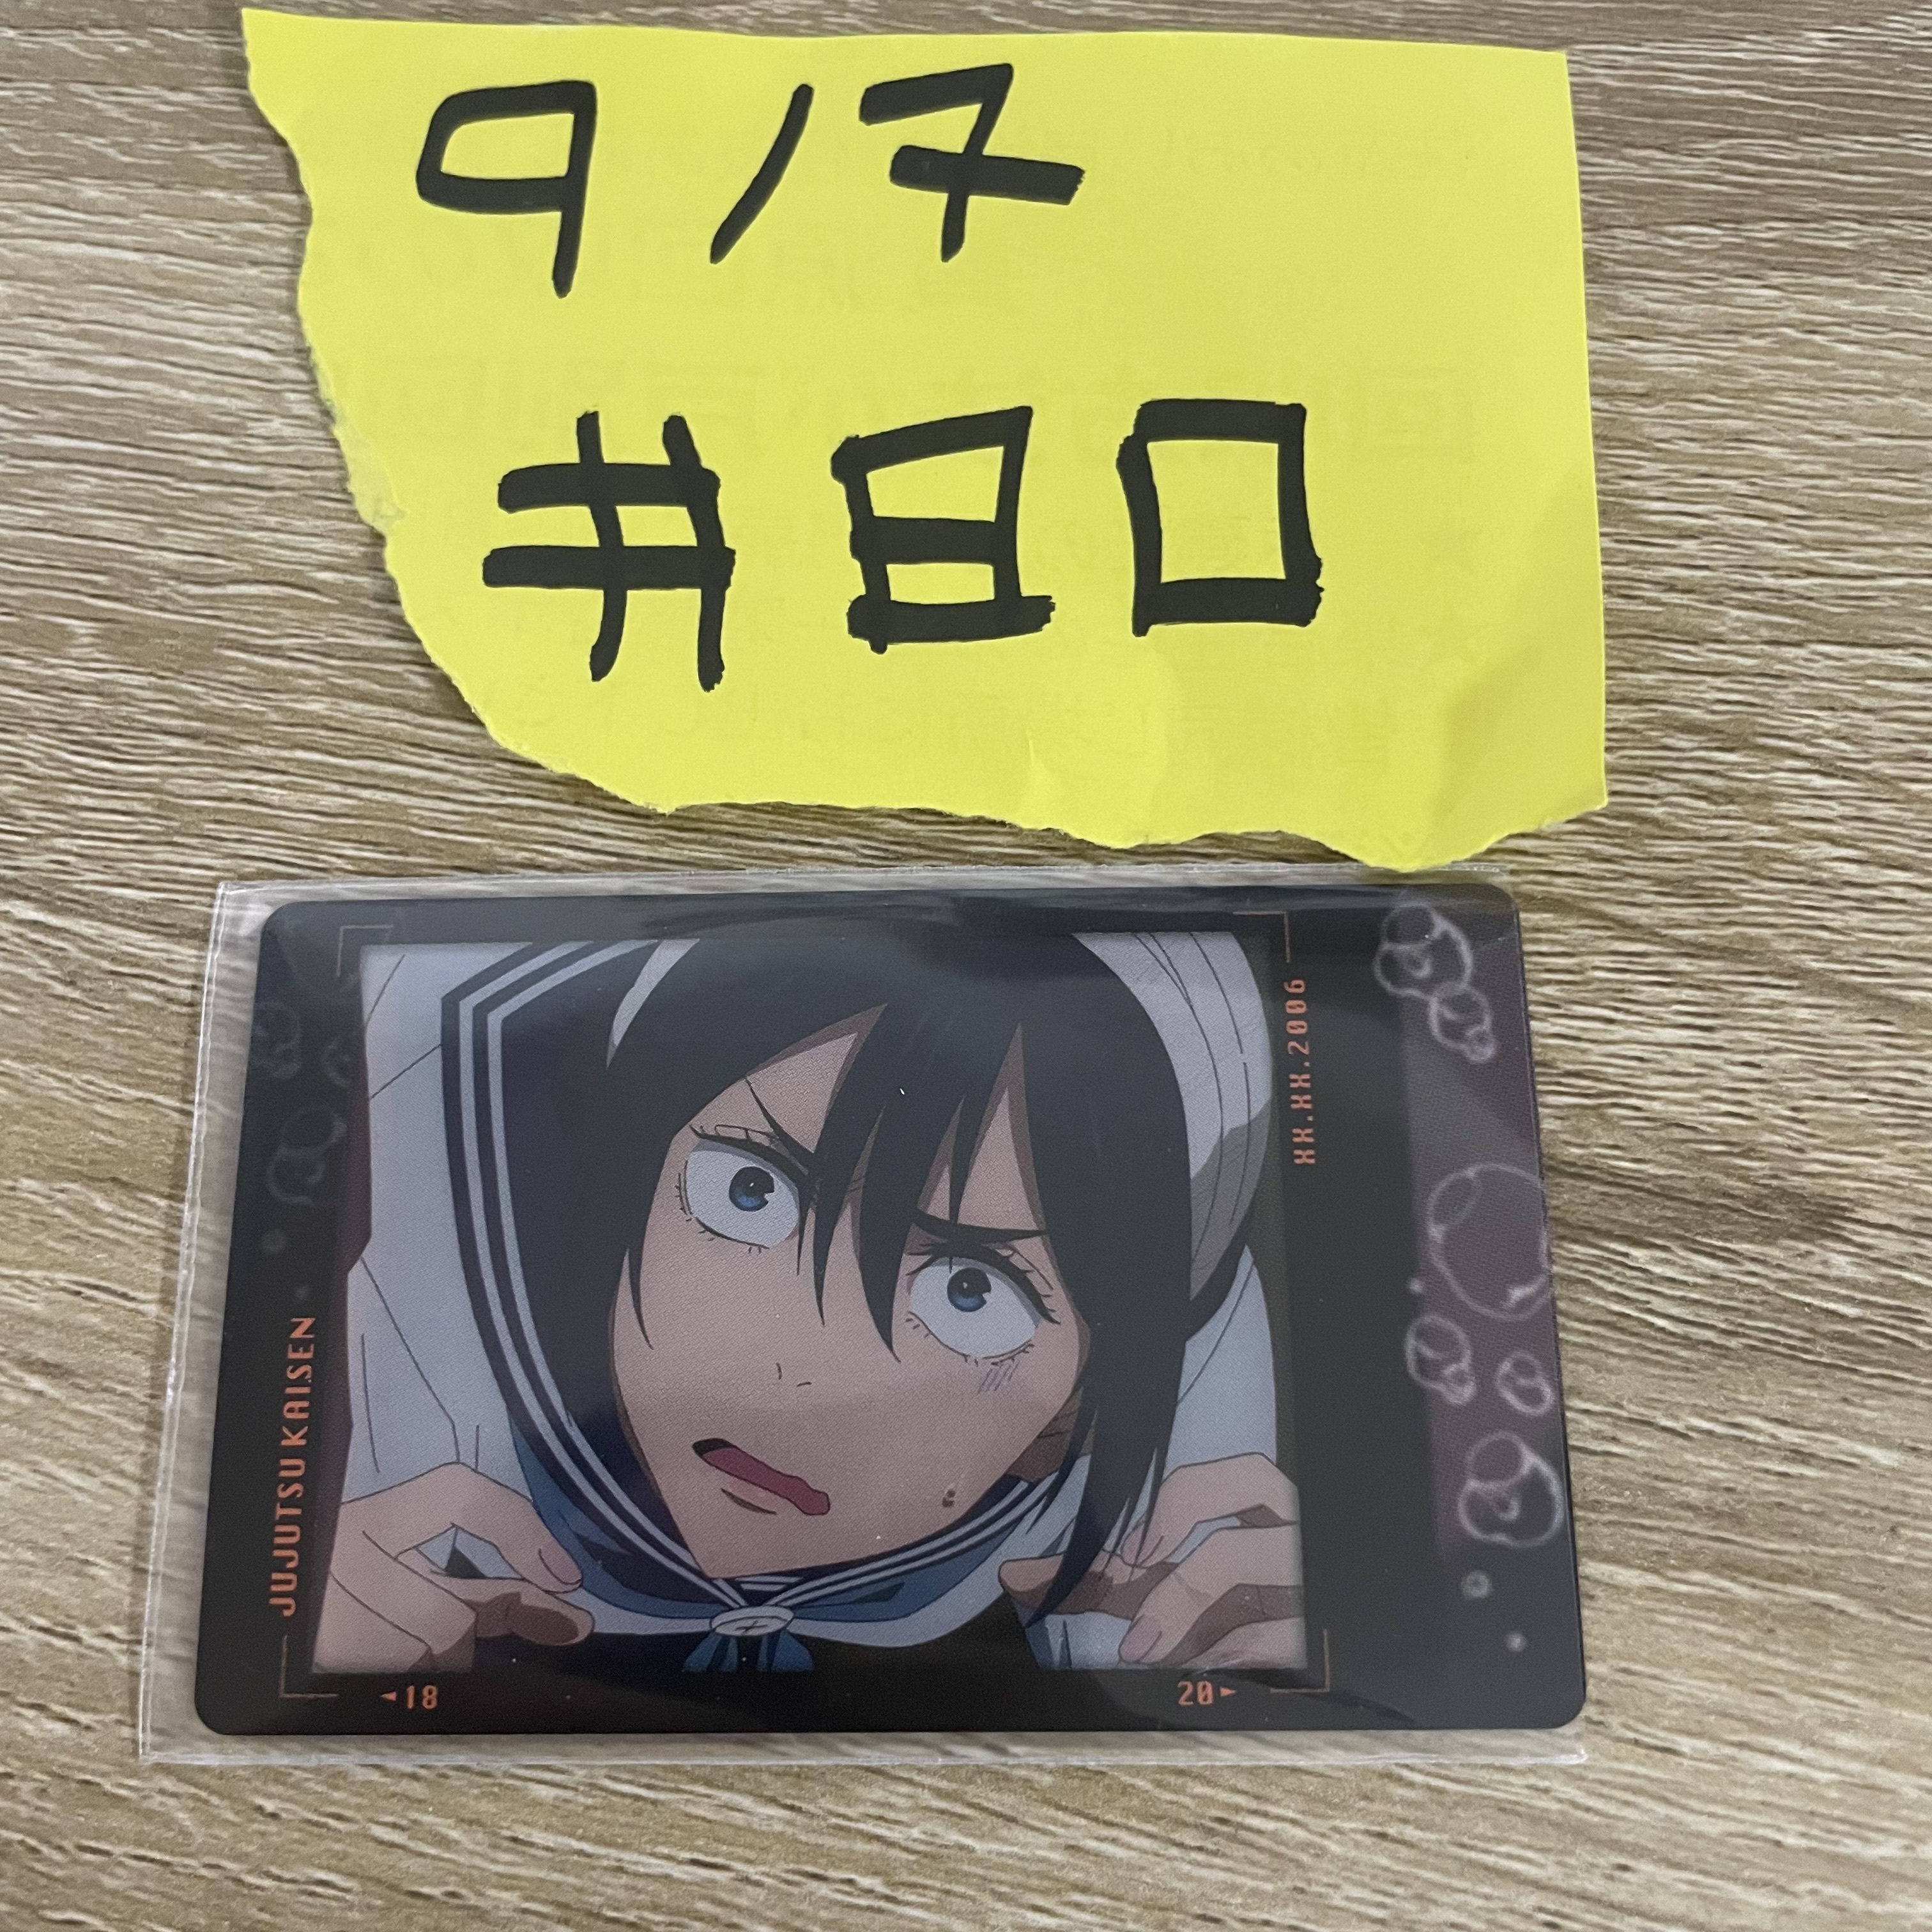 9/7
#80
XX.XX.2006
JUJUTSU KAISEN
◄18
20►